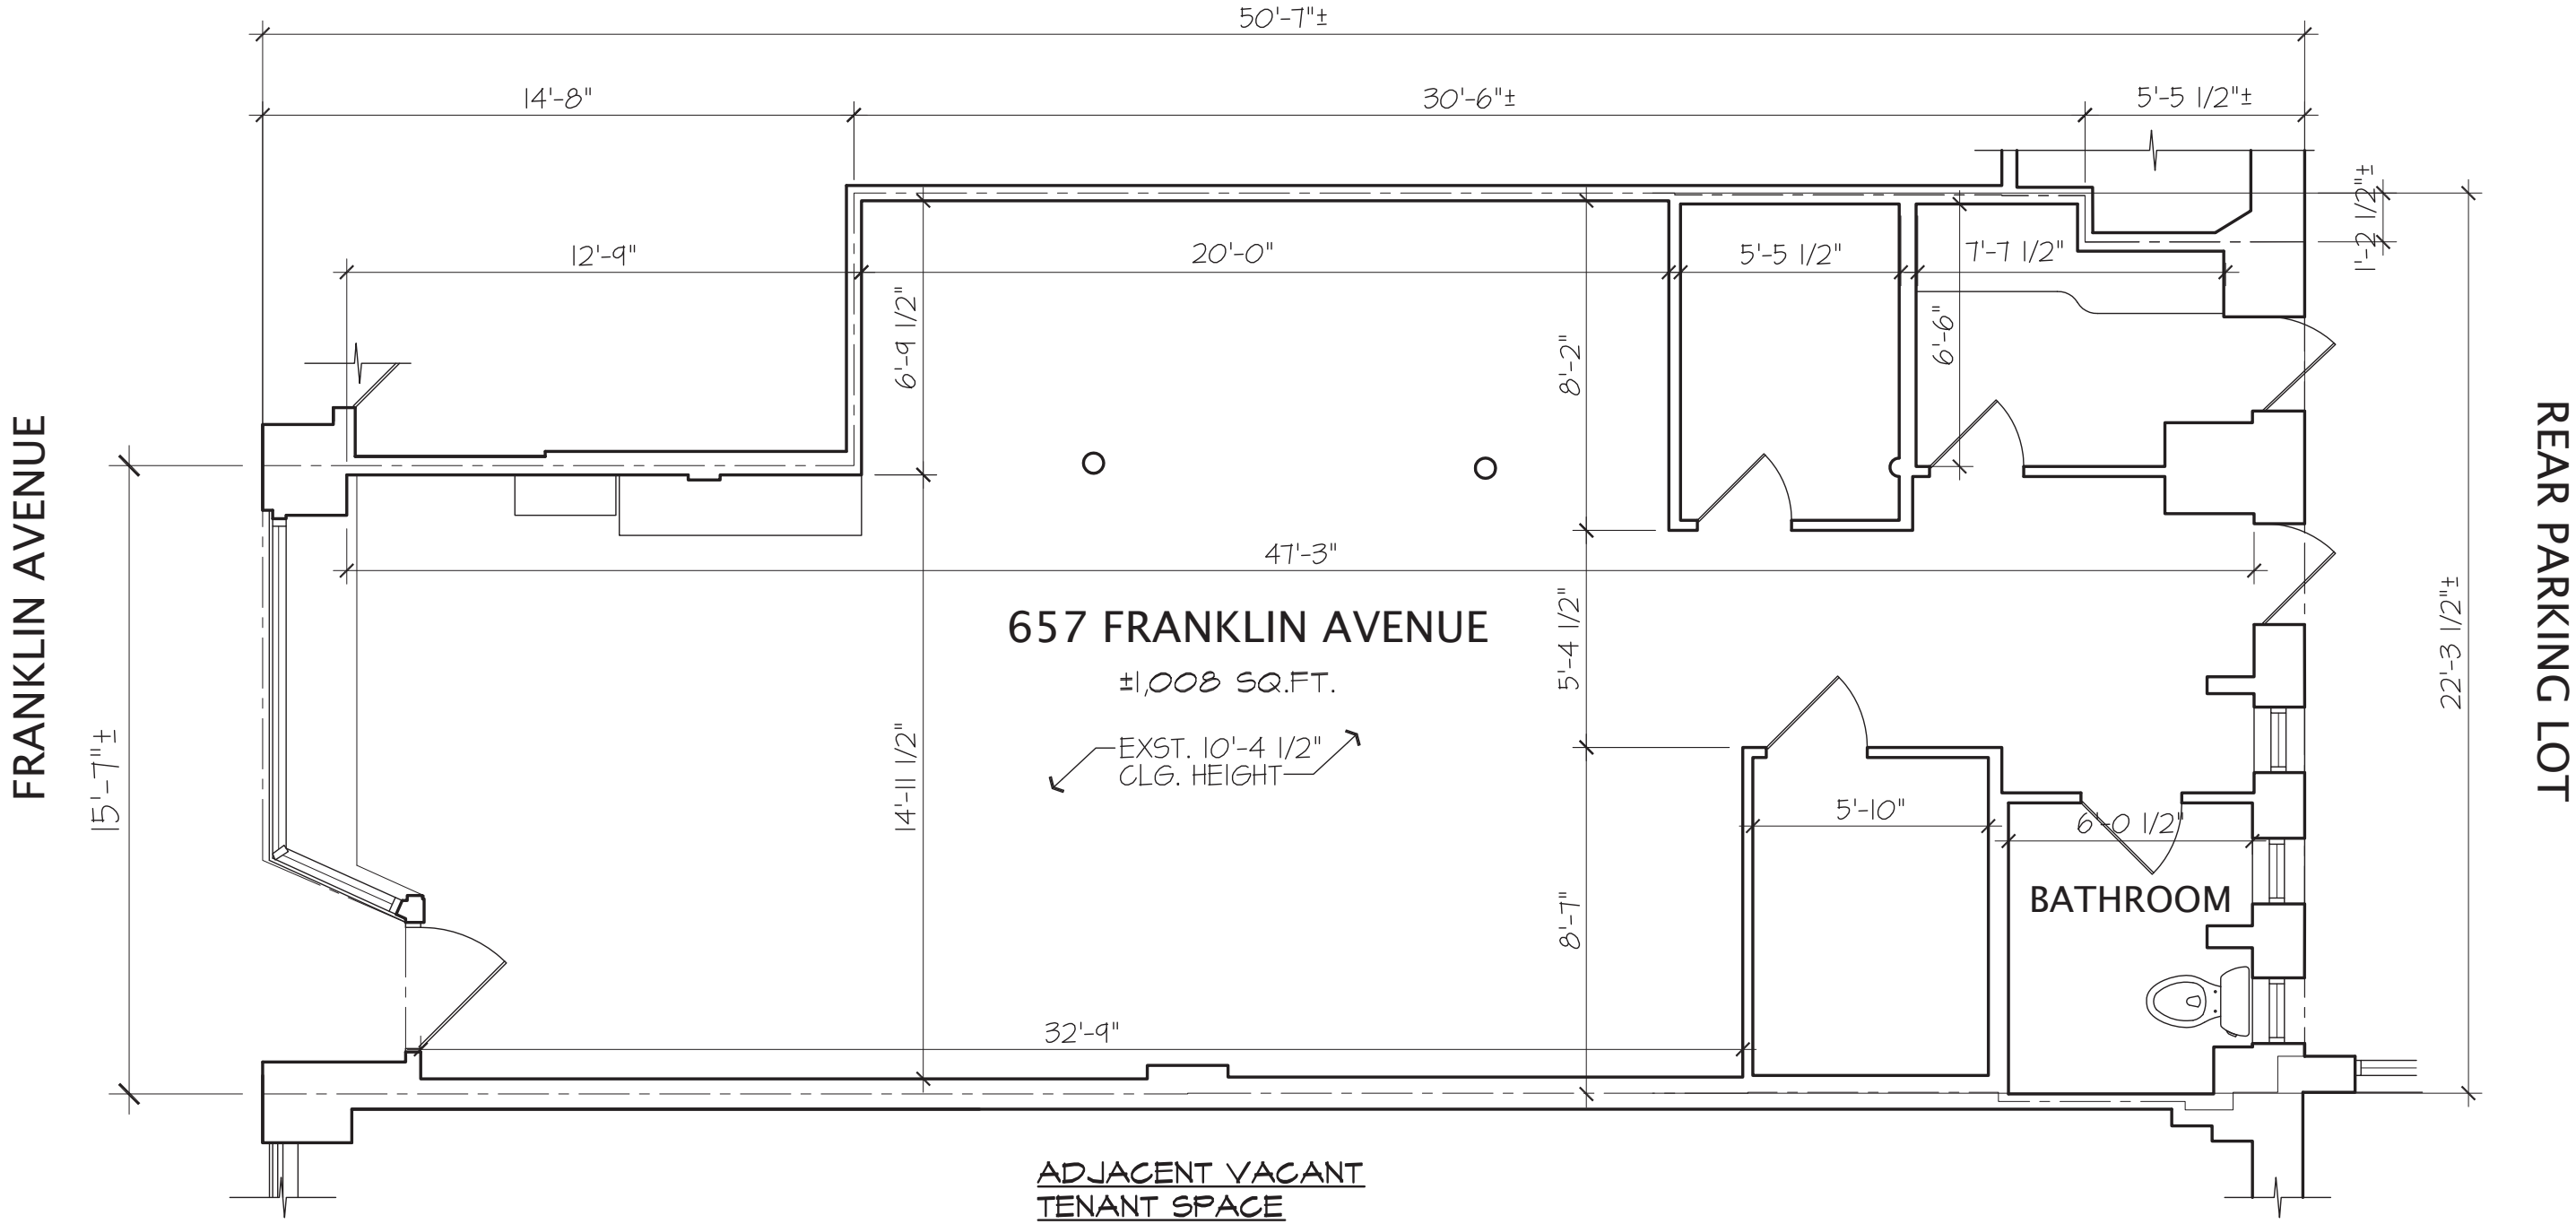 50'-7"±
14'-8"
30'-6"±
5'-5 1/2"±
1'-2 1/2"±
12'-9"
20'-0"
5'-5 1/2"
7'-7 1/2"
6'-9 1/2"
8'-2"
6'-6"
FRANKLIN AVENUE
REAR PARKING LOT
47'-3"
657 FRANKLIN AVENUE
±1,008 SQ.FT.
5'-4 1/2"
22'-3 1/2"±
EXST. 10'-4 1/2"
CLG. HEIGHT
15'-7"±
14'-11 1/2"
5'-10"
6'-0 1/2"
BATHROOM
8'-7"
32'-9"
ADJACENT VACANT
TENANT SPACE